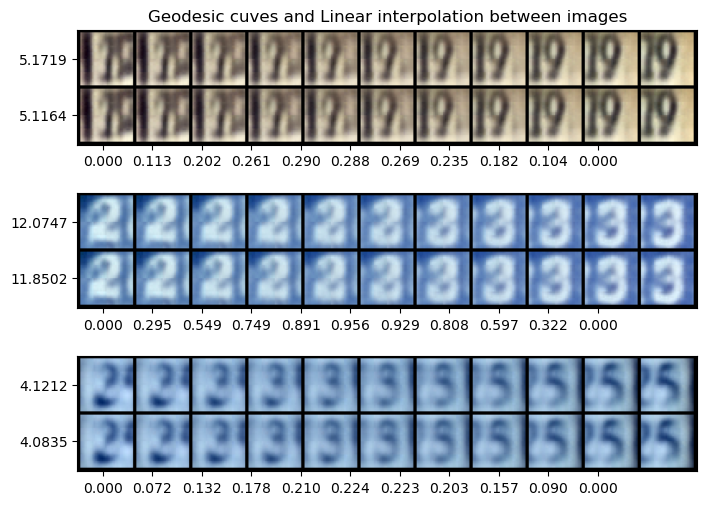 Geodesic cuves and Linear interpolation between images
5.1719
5.1164
0.000 0.113 0.202 0.261 0.290 0.288 0.269 0.235 0.182 0.104 0.000
12.0747
11.8502
0.000 0.295 0.549 0.749 0.891 0.956 0.929 0.808 0.597 0.322 0.000
4.1212
4.0835
0.000 0.072 0.132 0.178 0.210 0.224 0.223 0.203 0.157 0.090 0.000